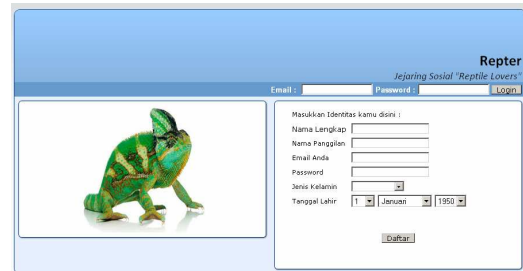 Repter
Jejaring Sosial "Reptile Lovers"
Email : Password : Login
Masukkan Identitas kamu disini :
Nama Lengkap
Nama Panggilan
Email Anda
Password
Jenis Kelamin
Tanggal Lahir 1 Januari 1950
Daftar